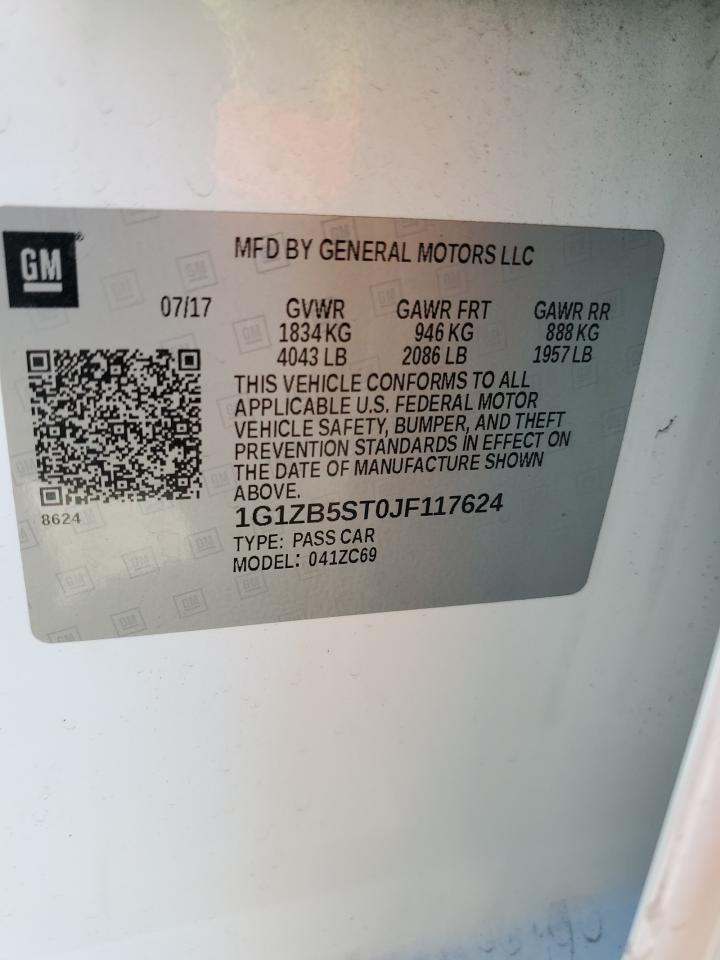 GM
MFD BY GENERAL MOTORS LLC
07/17 GVWR GAWR FRT GAWR RR
1834 KG 946 KG 888 KG
4043 LB 2086 LB 1957 LB
THIS VEHICLE CONFORMS TO ALL
APPLICABLE U.S. FEDERAL MOTOR
VEHICLE SAFETY, BUMPER, AND THEFT
PREVENTION STANDARDS IN EFFECT ON
THE DATE OF MANUFACTURE SHOWN
ABOVE.
8624
1G1ZB5ST0JF117624
TYPE: PASS CAR
MODEL: 041ZC69